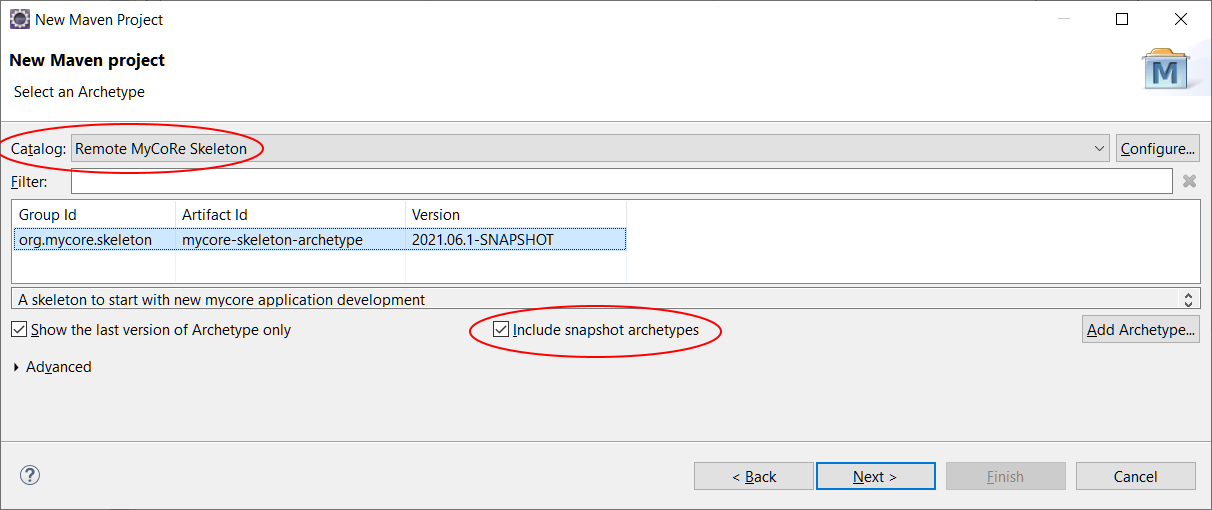 New Maven Project
New Maven project
Select an Archetype
M
Catalog: Remote MyCoRe Skeleton Configure...
Filter:
Group Id Artifact Id Version
org.mycore.skeleton mycore-skeleton-archetype 2021.06.1-SNAPSHOT
A skeleton to start with new mycore application development
Show the last version of Archetype only Include snapshot archetypes Add Archetype...
Advanced
? < Back Next > Finish Cancel